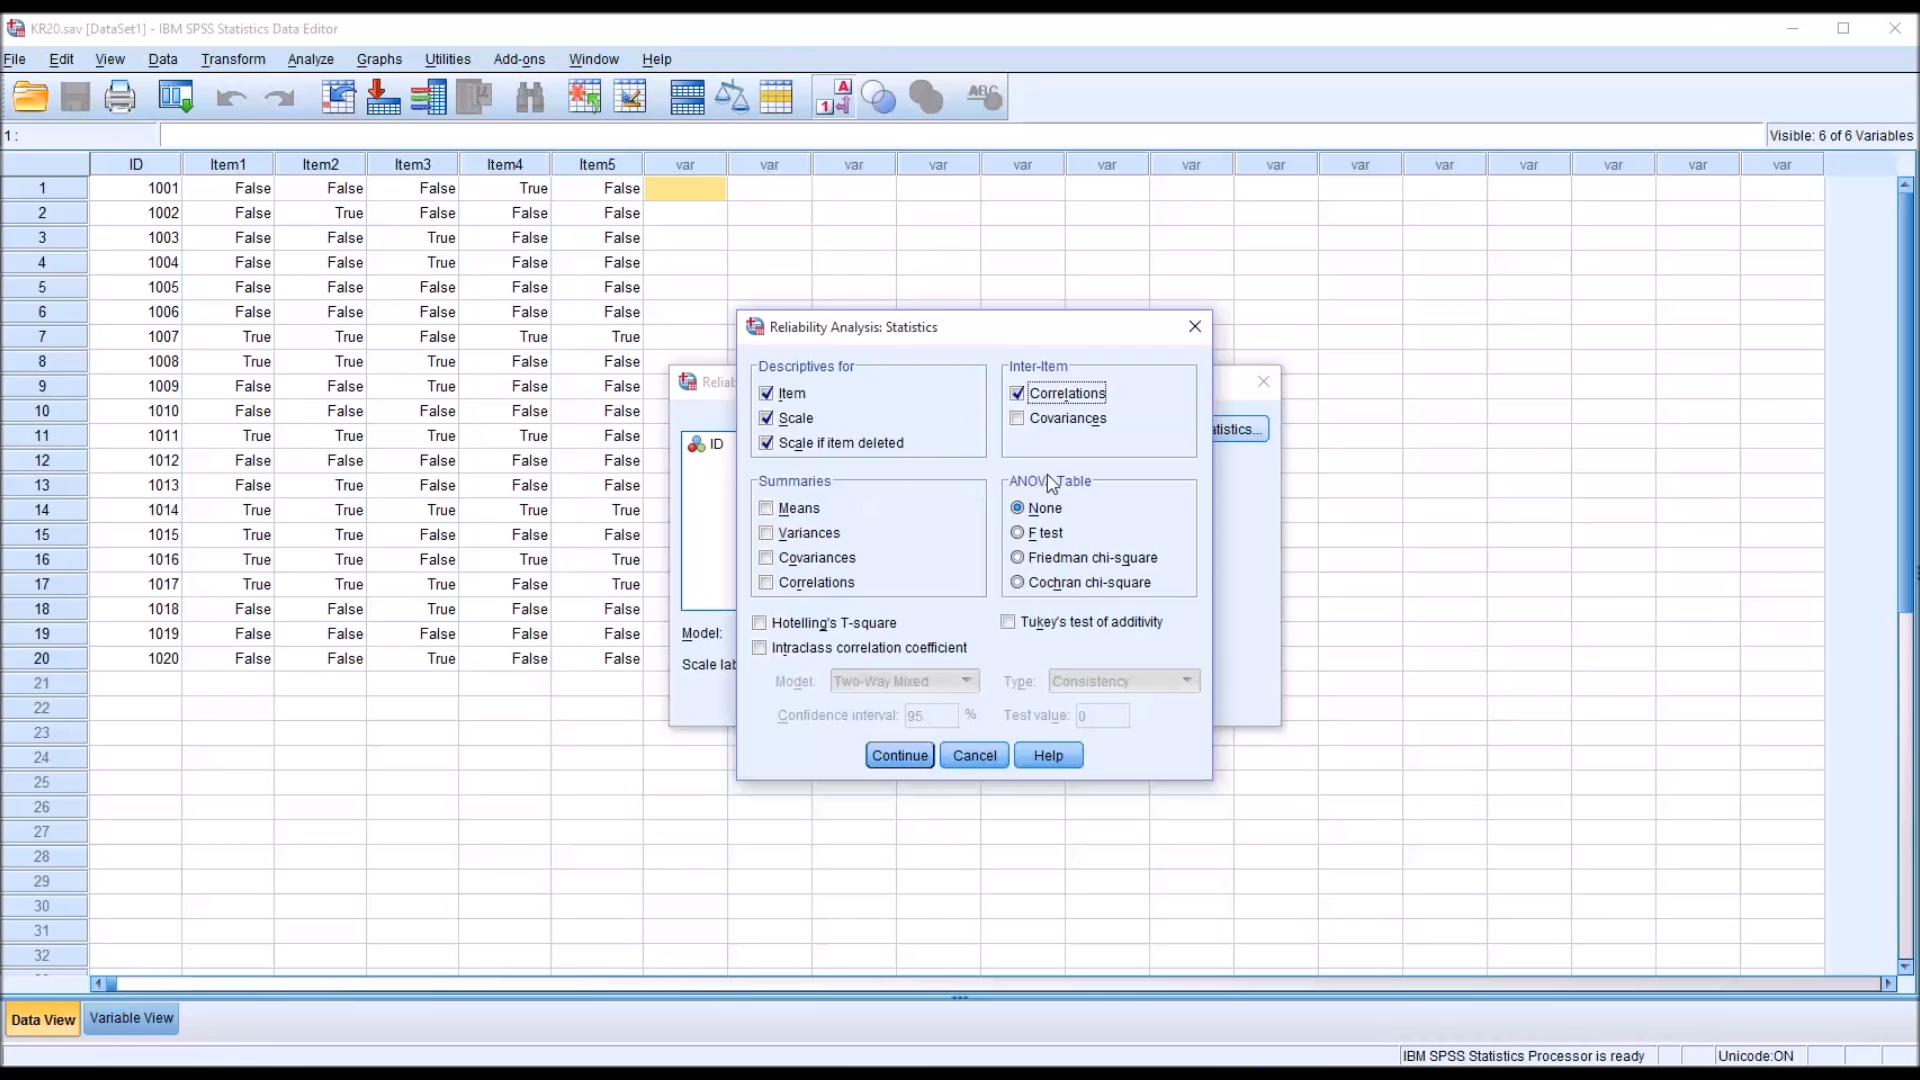 KR20.sav [DataSet1] - IBM SPSS Statistics Data Editor
File Edit View Data Transform Analyze Graphs Utilities Add-ons Window Help
1 A
ABC
1 :
Visible: 6 of 6 Variables
ID Item1 Item2 Item3 Item4 Item5 var var var var var var var var var var var var var var
1 1001 False False False True False
2 1002 False True False False False
3 1003 False False True False False
4 1004 False False True False False
5 1005 False False False False False
6 1006 False False False False False
7 1007 True True False True True
8 1008 True True True False False
9 1009 False False True False False
10 1010 False False False False False
11 1011 True True False True True
12 1012 False False False False False
13 1013 False True False False False
14 1014 True True True True True
15 1015 True True False False False
16 1016 True True False True True
17 1017 True True True False True
18 1018 False False True False False
19 1019 False False False False False
20 1020 False False True False False
21
22
23
24
25
26
27
28
29
30
31
32
Reliab
ID
atistics...
Model:
Scale lab
Reliability Analysis: Statistics
Descriptives for
Item
Scale
Scale if item deleted
Inter-Item
Correlations
Covariances
Summaries
Means
Variances
Covariances
Correlations
ANOVA Table
None
F test
Friedman chi-square
Cochran chi-square
Hotelling's T-square
Tukey's test of additivity
Intraclass correlation coefficient
Model: Two-Way Mixed Type: Consistency
Confidence interval: 95 % Test value: 0
Continue Cancel Help
Data View Variable View
IBM SPSS Statistics Processor is ready Unicode:ON